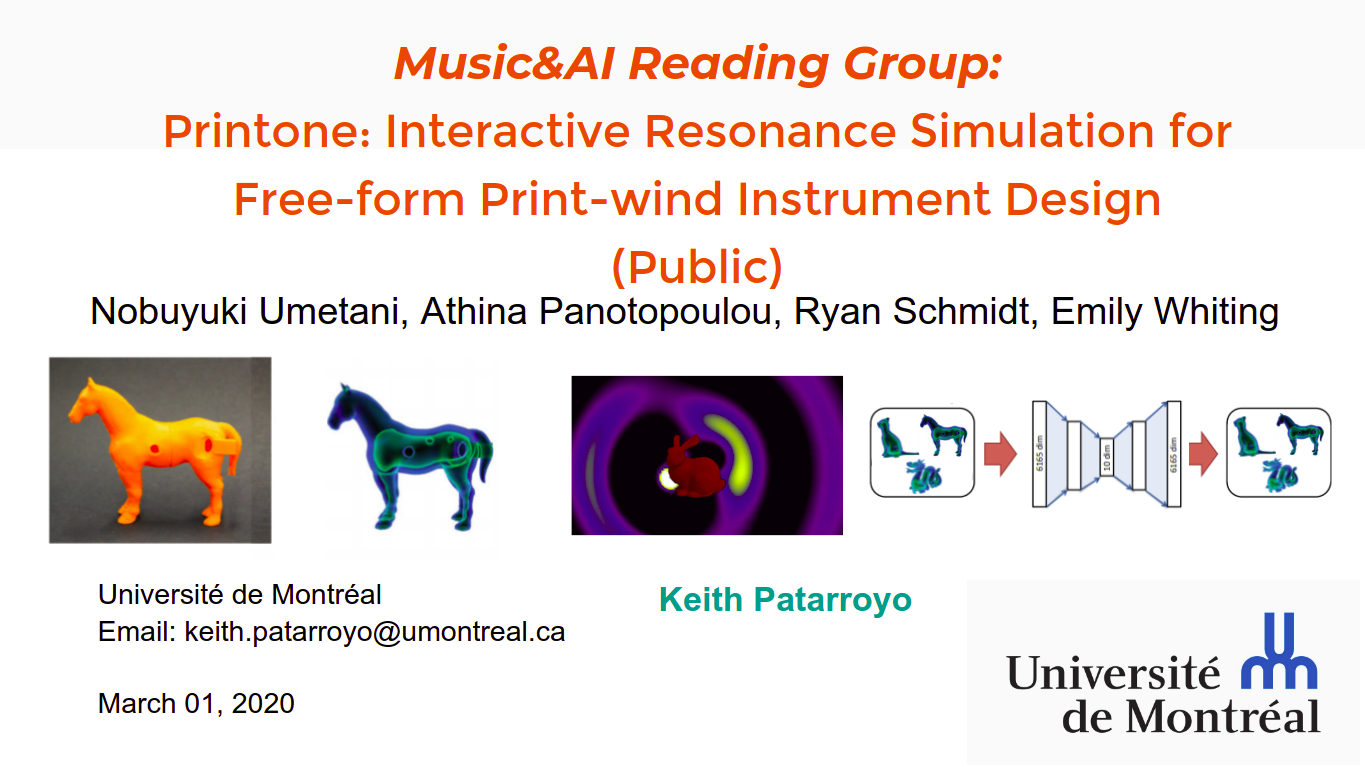 Music&AI Reading Group:
Printone: Interactive Resonance Simulation for
Free-form Print-wind Instrument Design
(Public)
Nobuyuki Umetani, Athina Panotopoulou, Ryan Schmidt, Emily Whiting
6165 dim
10 dim
6165 dim
Université de Montréal
Email: keith.patarroyo@umontreal.ca
March 01, 2020
Keith Patarroyo
Université
de Montréal